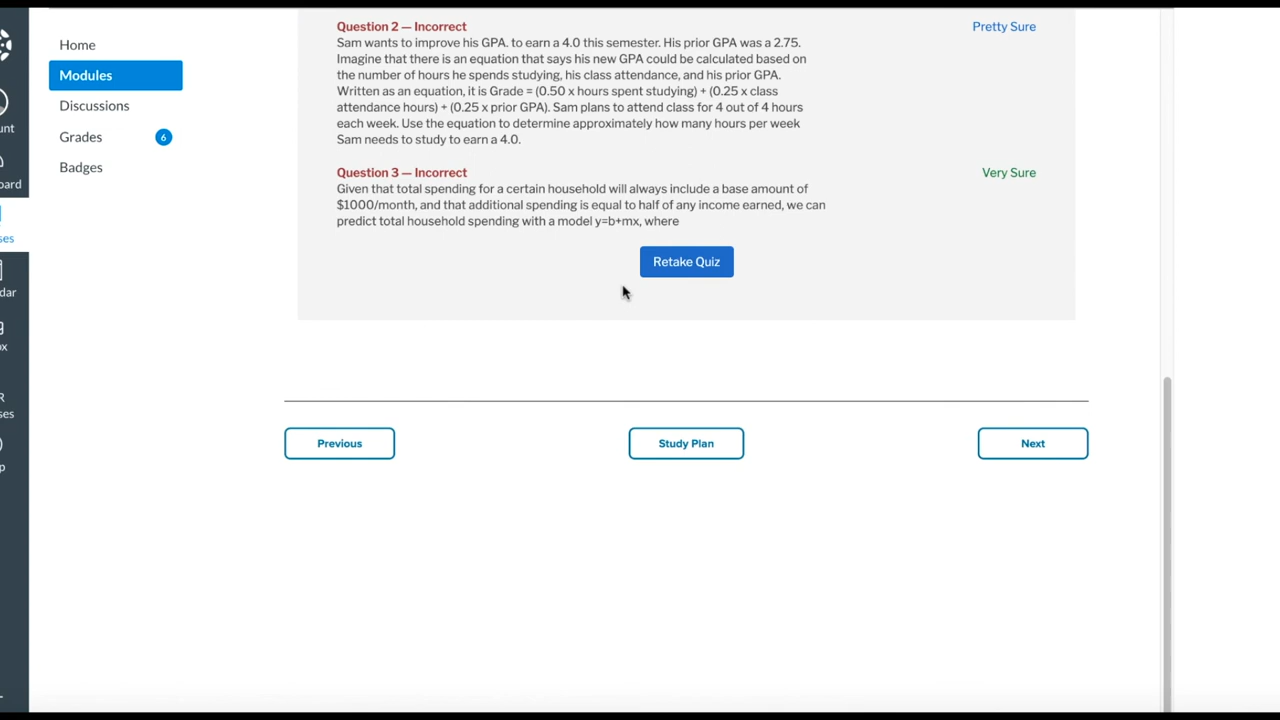 Question 2 — Incorrect
Pretty Sure
Sam wants to improve his GPA. to earn a 4.0 this semester. His prior GPA was a 2.75.
Imagine that there is an equation that says his new GPA could be calculated based on
the number of hours he spends studying, his class attendance, and his prior GPA.
Written as an equation, it is Grade = (0.50 x hours spent studying) + (0.25 x class
attendance hours) + (0.25 x prior GPA). Sam plans to attend class for 4 out of 4 hours
each week. Use the equation to determine approximately how many hours per week
Sam needs to study to earn a 4.0.
Question 3 — Incorrect
Very Sure
Given that total spending for a certain household will always include a base amount of
$1000/month, and that additional spending is equal to half of any income earned, we can
predict total household spending with a model y=b+mx, where
Retake Quiz
Previous
Study Plan
Next
Home
Modules
Discussions
Grades
6
Badges